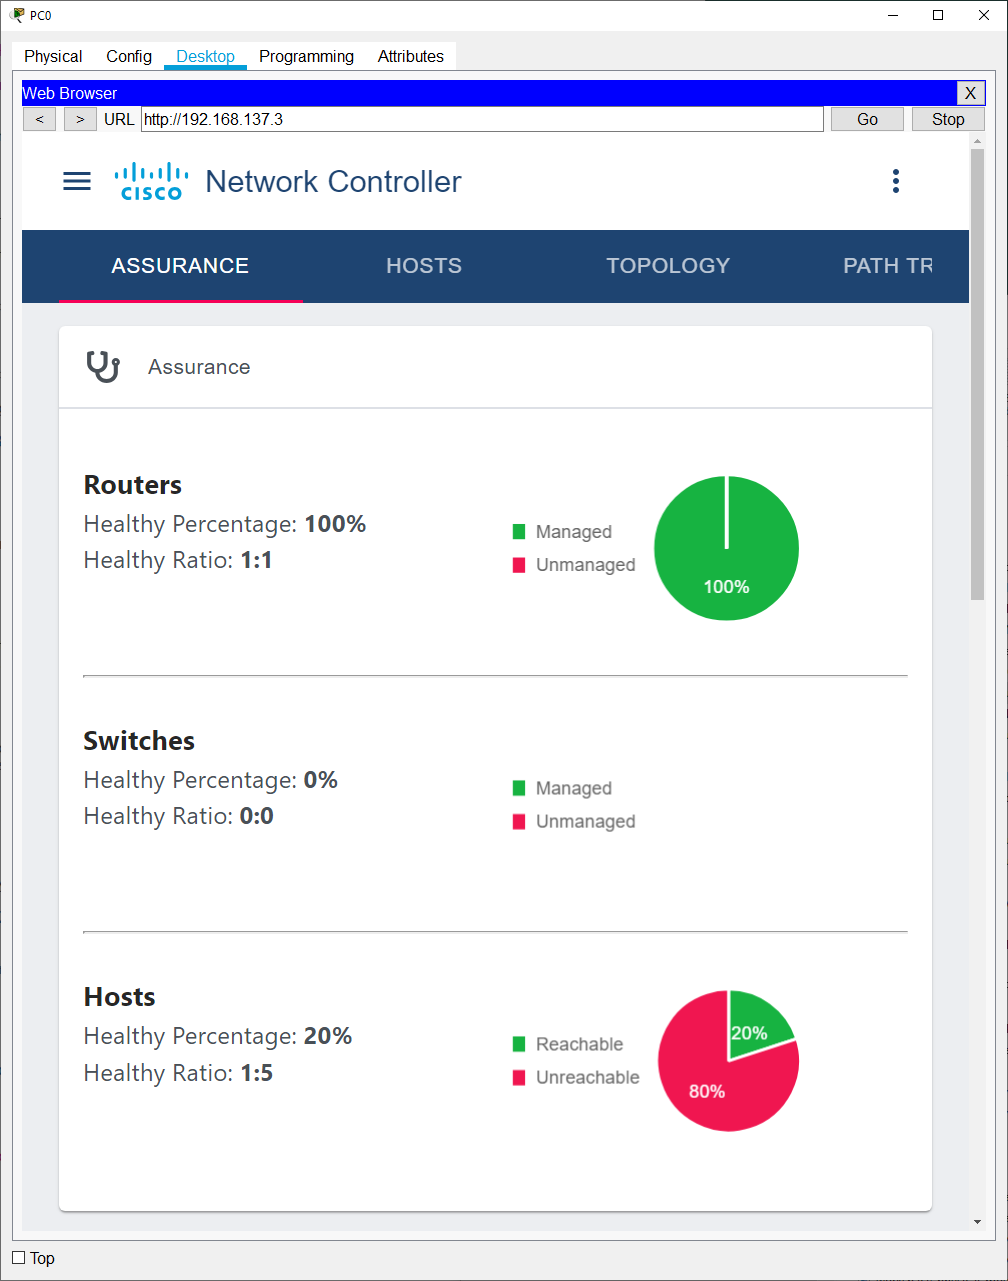 PC0
Physical Config Desktop Programming Attributes
Web Browser X
< > URL http://192.168.137.3 Go Stop
CISCO Network Controller
ASSURANCE HOSTS TOPOLOGY PATH TR
Assurance
Routers
Healthy Percentage: 100%
Healthy Ratio: 1:1
Managed
Unmanaged
100%
Switches
Healthy Percentage: 0%
Healthy Ratio: 0:0
Managed
Unmanaged
Hosts
Healthy Percentage: 20%
Healthy Ratio: 1:5
Reachable
Unreachable
20%
80%
Top